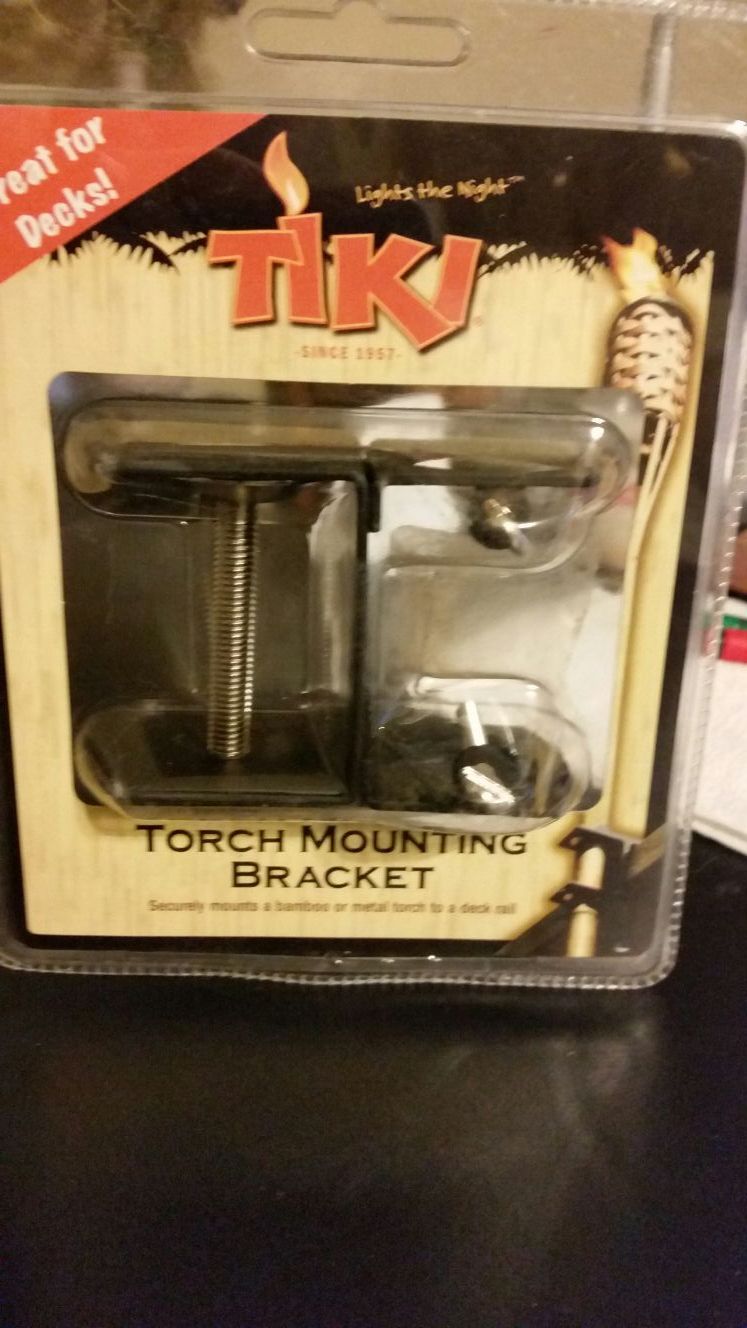 reat for
Decks!
Lights the Night™
TIKI®
-SINCE 1957-
TORCH MOUNTING
BRACKET
Securely mounts a bamboo or metal torch to a deck rail